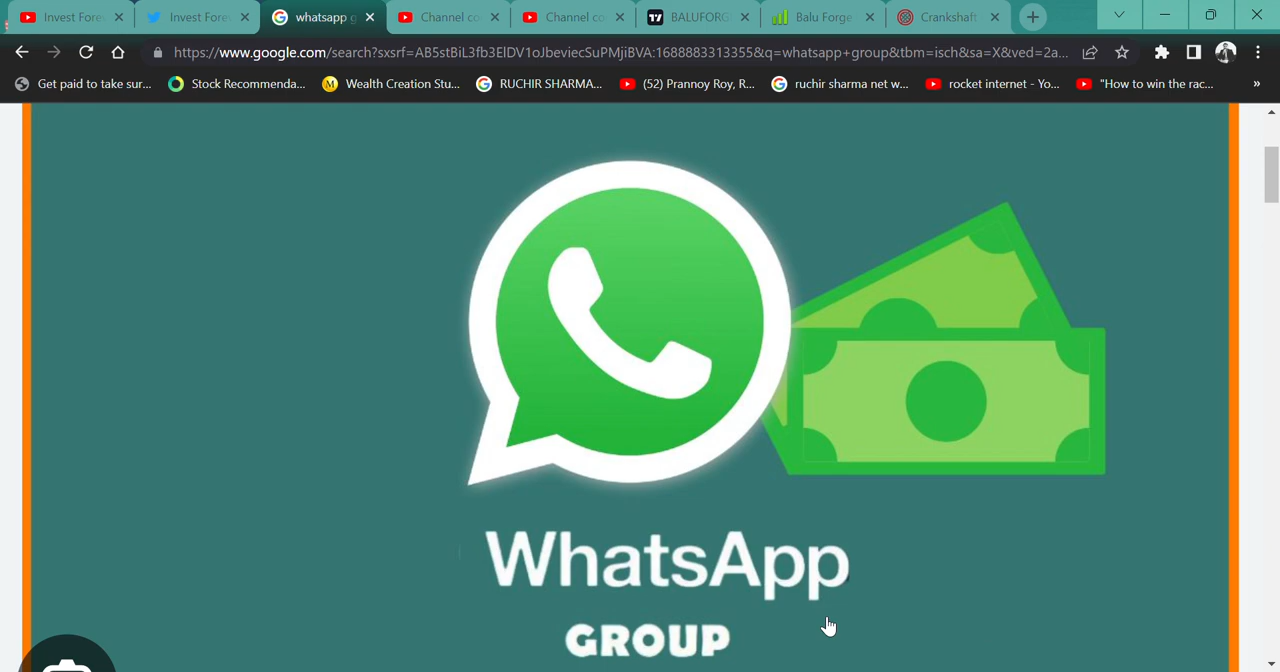 Invest Fore
Invest Fore
whatsapp g
Channel co
Channel co
BALUFORG
Balu Forge
Crankshaft
https://www.google.com/search?sxsrf=AB5stBiL3fb3ElDV1oJbeviecSuPMjiBVA:1688883313355&q=whatsapp+group&tbm=isch&sa=X&ved=2a...
Get paid to take sur...
Stock Recommenda...
Wealth Creation Stu...
RUCHIR SHARMA...
(52) Prannoy Roy, R...
ruchir sharma net w...
rocket internet - Yo...
"How to win the rac...
WhatsApp
GROUP